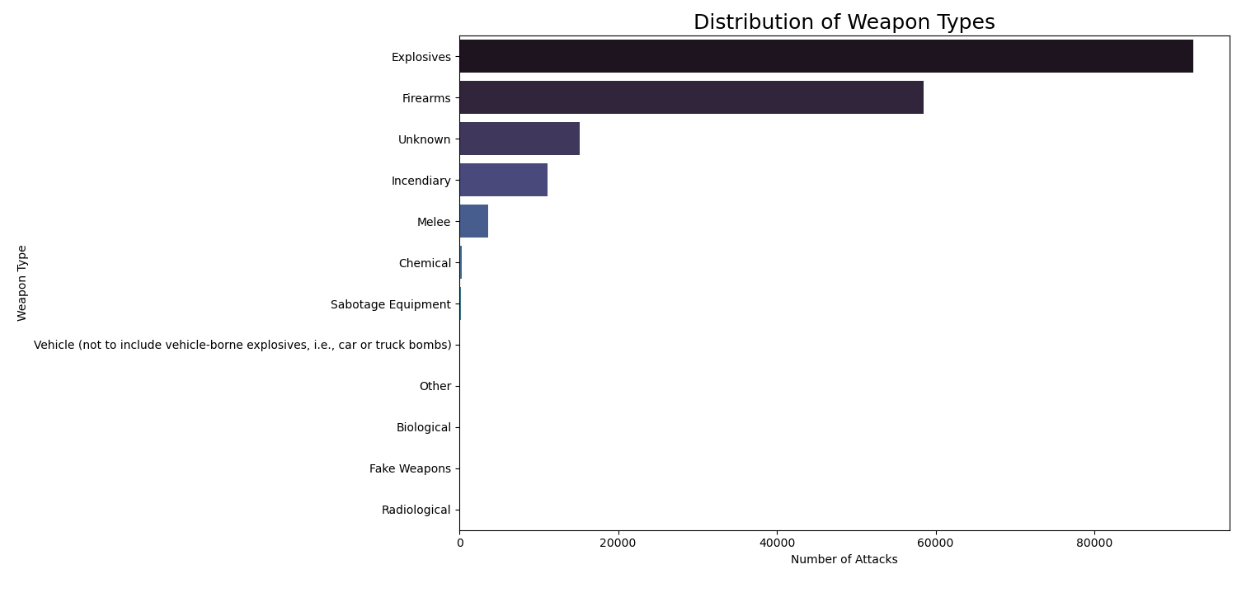 Distribution of Weapon Types
Weapon Type
Explosives
Firearms
Unknown
Incendiary
Melee
Chemical
Sabotage Equipment
Vehicle (not to include vehicle-borne explosives, i.e., car or truck bombs)
Other
Biological
Fake Weapons
Radiological
0 20000 40000 60000 80000
Number of Attacks